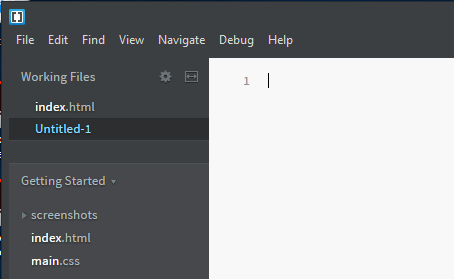 File Edit Find View Navigate Debug Help
Working Files
index.html
Untitled-1
Getting Started
screenshots
index.html
main.css
1